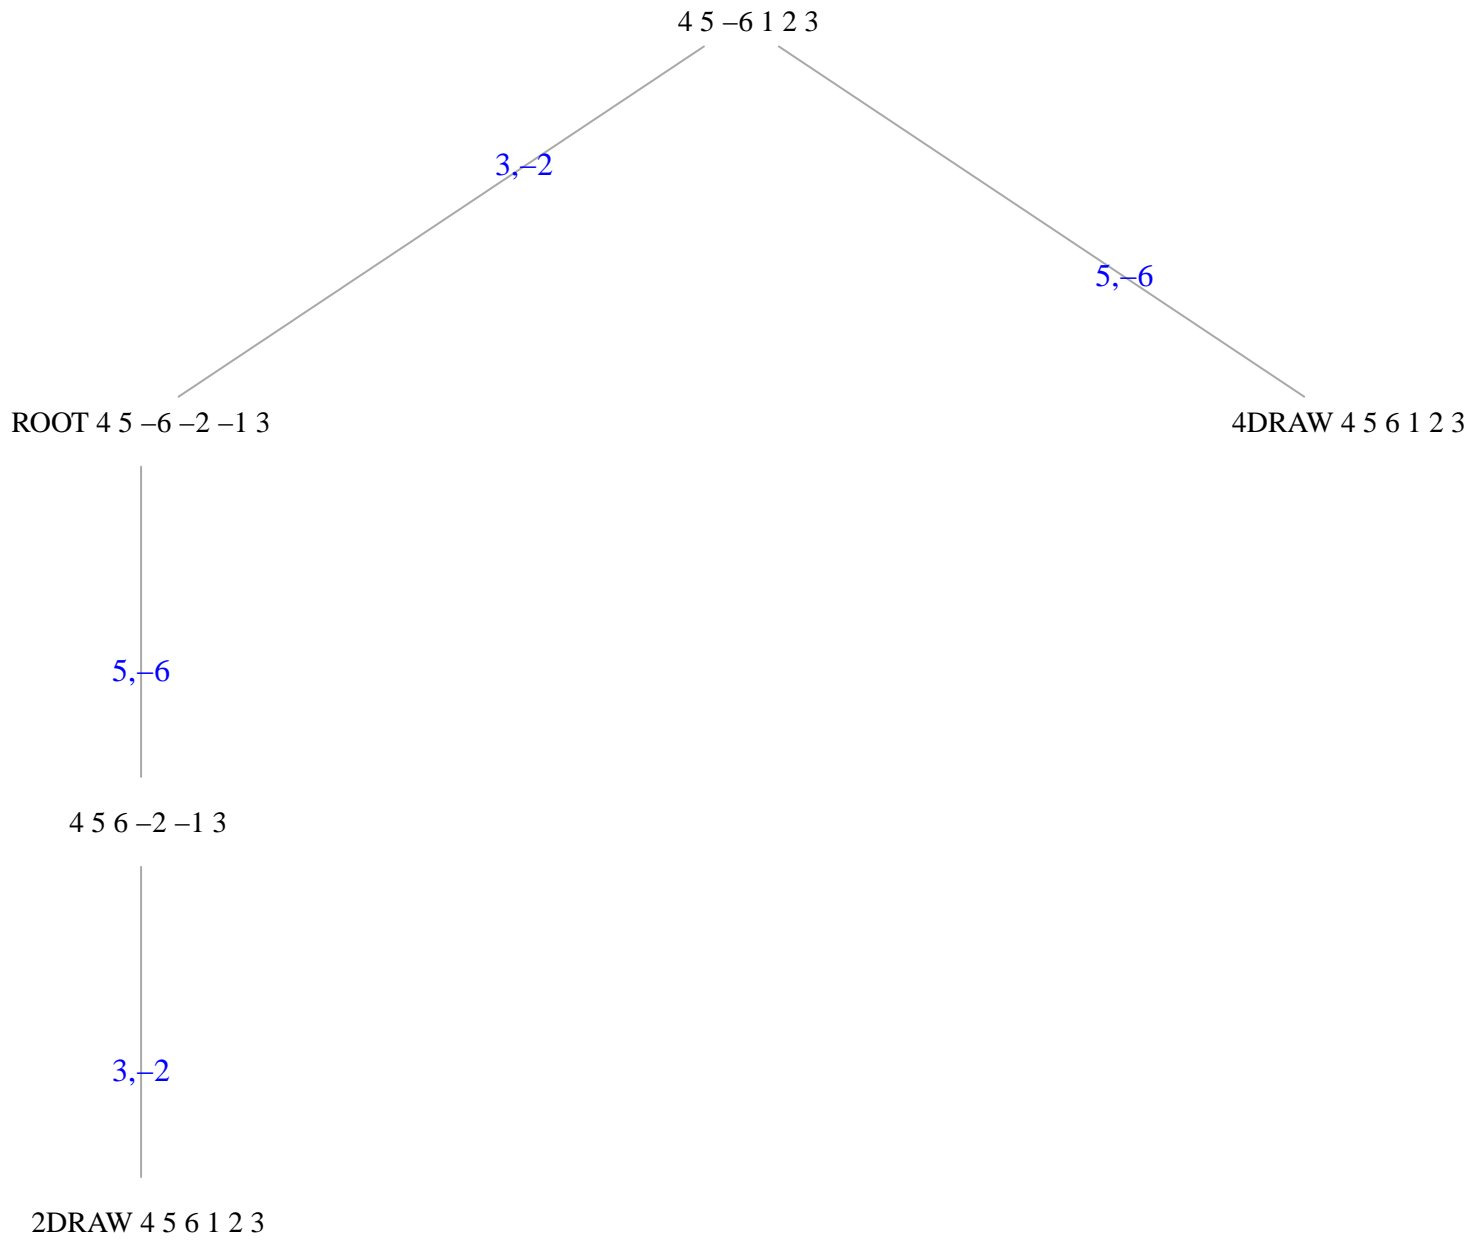 4 5 –6 1 2 3
3,–2
5,–6
ROOT 4 5 –6 –2 –1 3
4DRAW 4 5 6 1 2 3
5,–6
4 5 6 –2 –1 3
3,–2
2DRAW 4 5 6 1 2 3